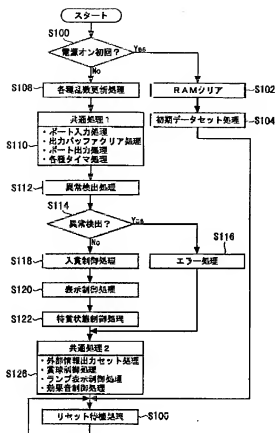 スタート
S100
電源オン初回?
Yes
No
S108
各種乱数更新処理
RAMクリア
S102
共通処理1
・ポート入力処理
・出力バッファクリア処理
・ポート出力処理
・各種タイマ処理
S110
初期データセット処理
S104
S112
異常検出処理
S114
異常検出?
Yes
No
S116
S118
入賞制御処理
エラー処理
S120
表示制御処理
S122
特賞状態制御処理
共通処理2
・外部情報出力セット処理
・賞球制御処理
・ランプ表示制御処理
・効果音制御処理
S126
リセット待機処理